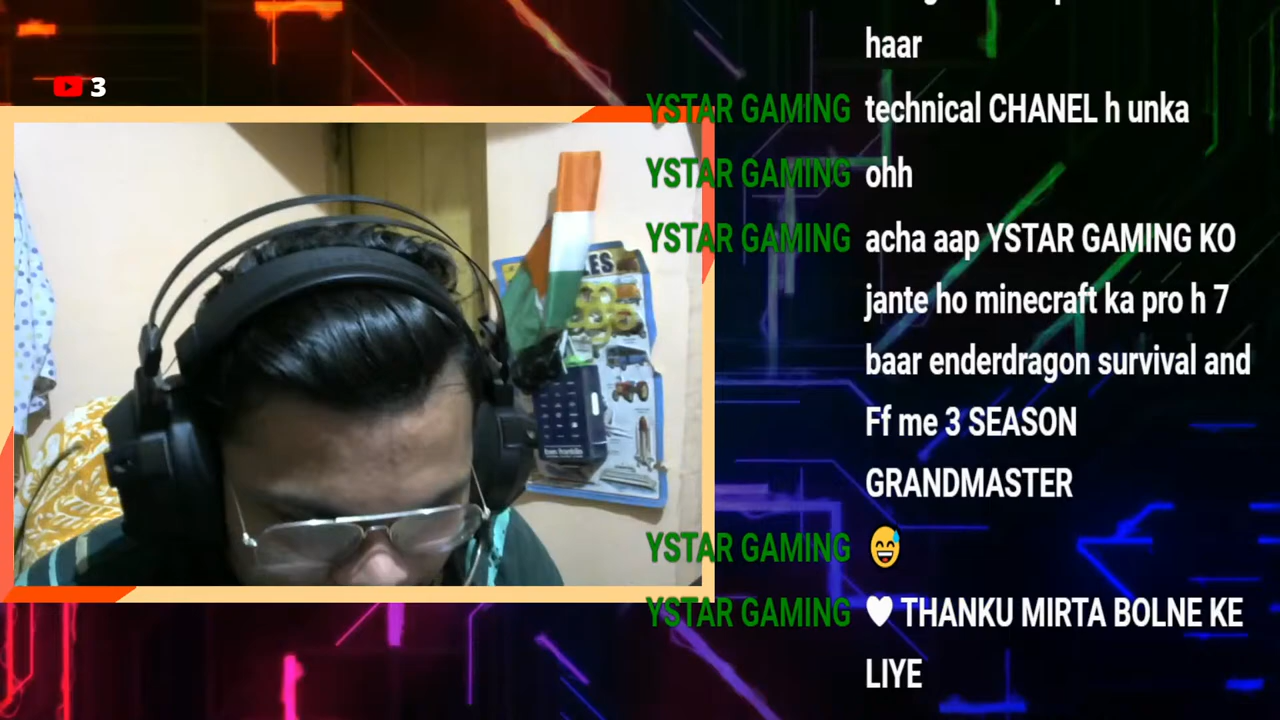 haar
3
YSTAR GAMING technical CHANEL h unka
YSTAR GAMING ohh
YSTAR GAMING acha aap YSTAR GAMING KO
jante ho minecraft ka pro h 7
baar enderdragon survival and
Ff me 3 SEASON
GRANDMASTER
YSTAR GAMING 😅
YSTAR GAMING 🤍 THANKU MIRTA BOLNE KE
LIYE